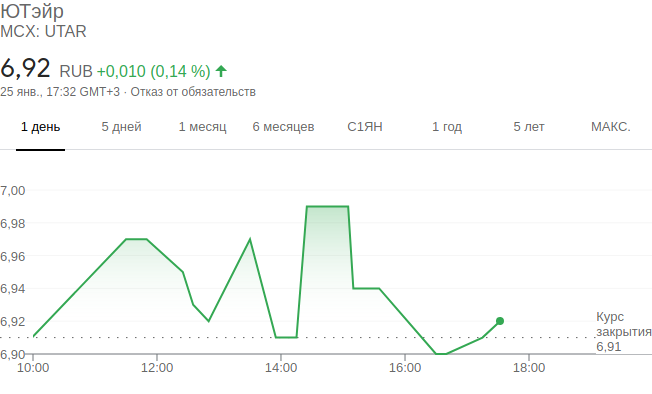 ЮТэйр
MCX: UTAR
6,92 RUB +0,010 (0,14 %)
25 янв., 17:32 GMT+3 · Отказ от обязательств
1 день 5 дней 1 месяц 6 месяцев С1ЯН 1 год 5 лет МАКС.
7,00
6,98
6,96
6,94
6,92
6,90
Курс
закрытия
6,91
10:00 12:00 14:00 16:00 18:00